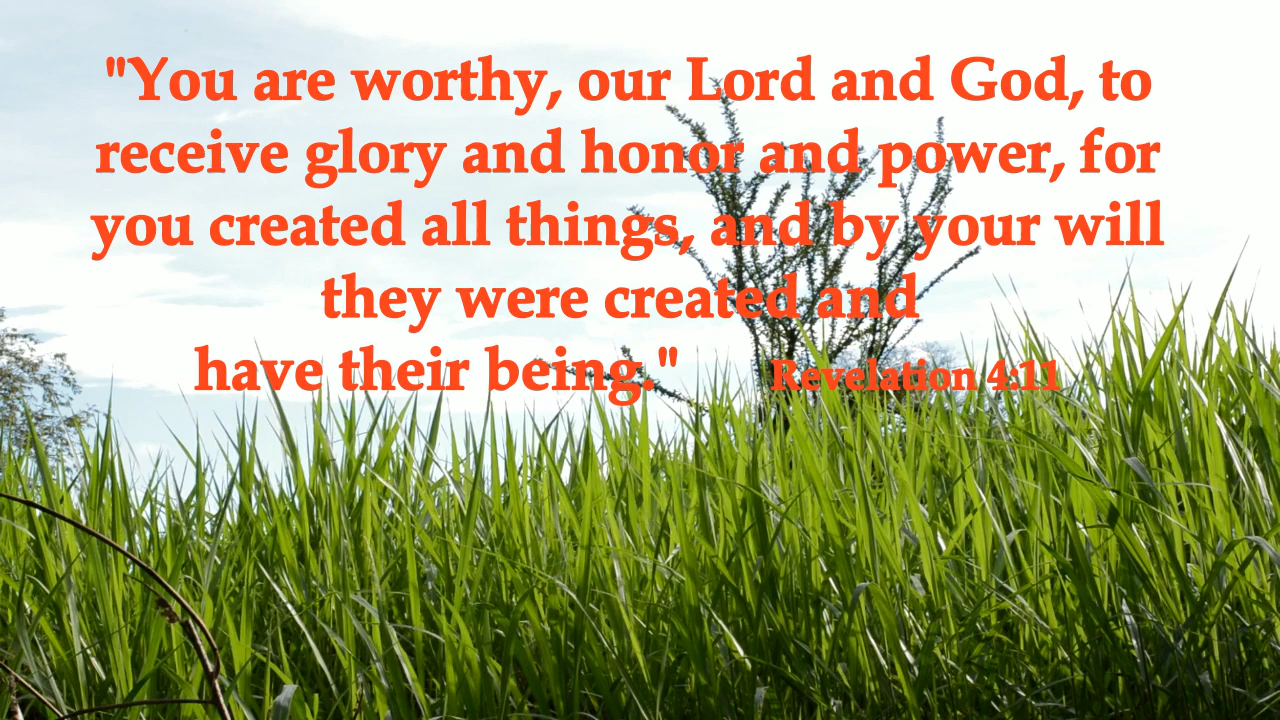 "You are worthy, our Lord and God, to
receive glory and honor and power, for
you created all things, and by your will
they were created and
have their being." Revelation 4:11